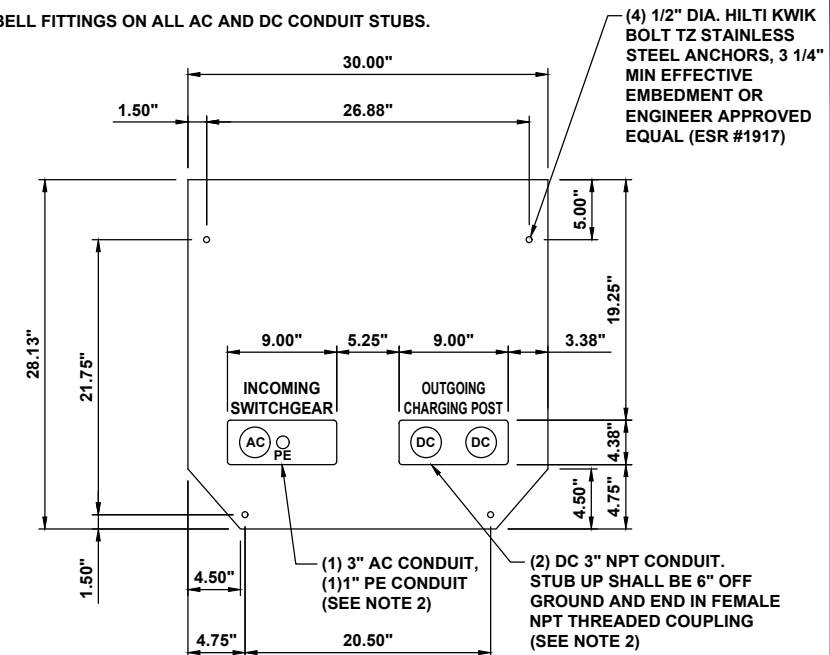 BELL FITTINGS ON ALL AC AND DC CONDUIT STUBS.
(4) 1/2" DIA. HILTI KWIK
BOLT TZ STAINLESS
STEEL ANCHORS, 3 1/4"
MIN EFFECTIVE
EMBEDMENT OR
ENGINEER APPROVED
EQUAL (ESR #1917)
30.00"
1.50"
26.88"
5.00"
19.25"
28.13"
21.75"
9.00"
5.25"
9.00"
3.38"
INCOMING
SWITCHGEAR
OUTGOING
CHARGING POST
AC
PE
DC
DC
4.38"
4.50"
4.75"
1.50"
4.50"
(1) 3" AC CONDUIT,
(1)1" PE CONDUIT
(SEE NOTE 2)
(2) DC 3" NPT CONDUIT.
STUB UP SHALL BE 6" OFF
GROUND AND END IN FEMALE
NPT THREADED COUPLING
(SEE NOTE 2)
4.75"
20.50"